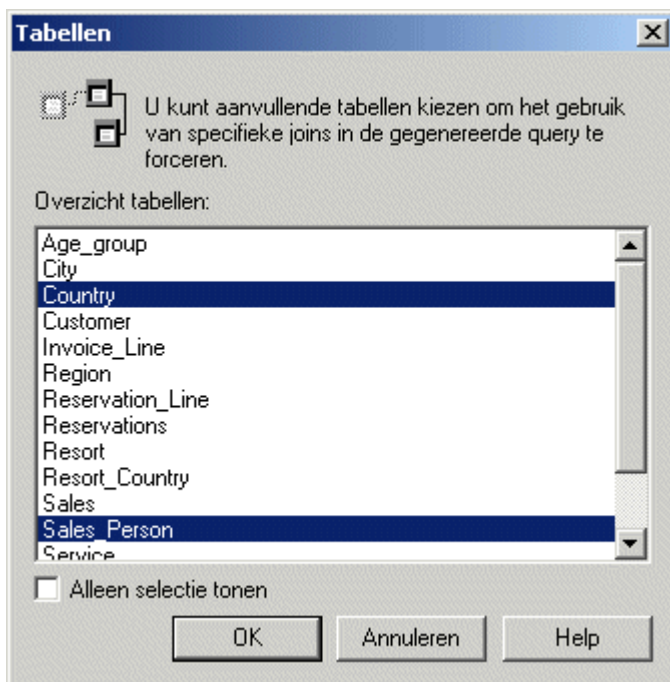 Tabellen
U kunt aanvullende tabellen kiezen om het gebruik
van specifieke joins in de gegenereerde query te
forceren.
Overzicht tabellen:
Age_group
City
Country
Customer
Invoice_Line
Region
Reservation_Line
Reservations
Resort
Resort_Country
Sales
Sales_Person
Service
Alleen selectie tonen
OK Annuleren Help